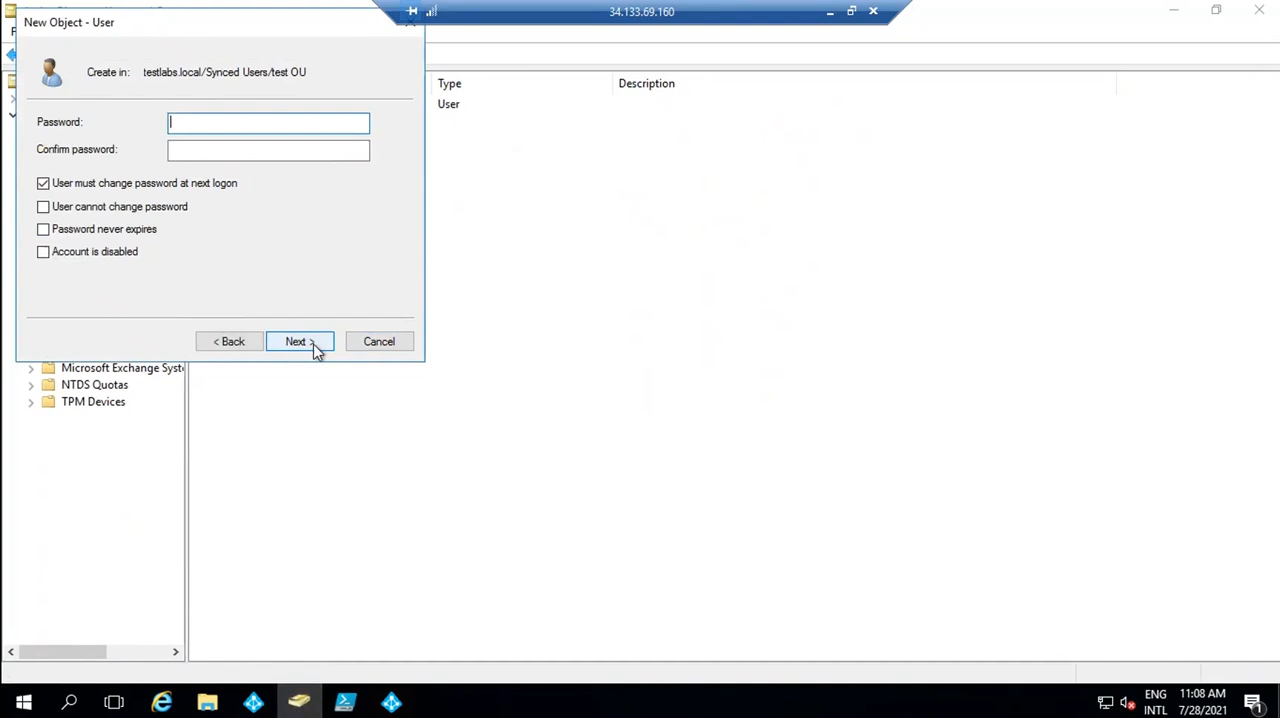 34.133.69.160
New Object - User
Create in: testlabs.local/Synced Users/test OU
Type
Description
User
Password:
Confirm password:
User must change password at next logon
User cannot change password
Password never expires
Account is disabled
< Back
Next >
Cancel
Microsoft Exchange Syste
NTDS Quotas
TPM Devices
ENG
INTL
11:08 AM
7/28/2021
1